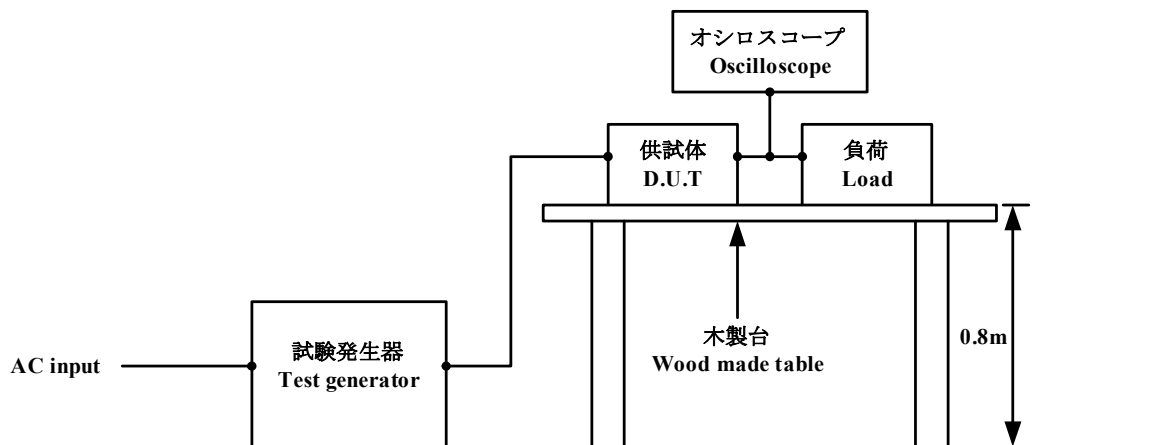 オシロスコープ
Oscilloscope
供試体
D.U.T
負荷
Load
木製台
Wood made table
0.8m
試験発生器
Test generator
AC input